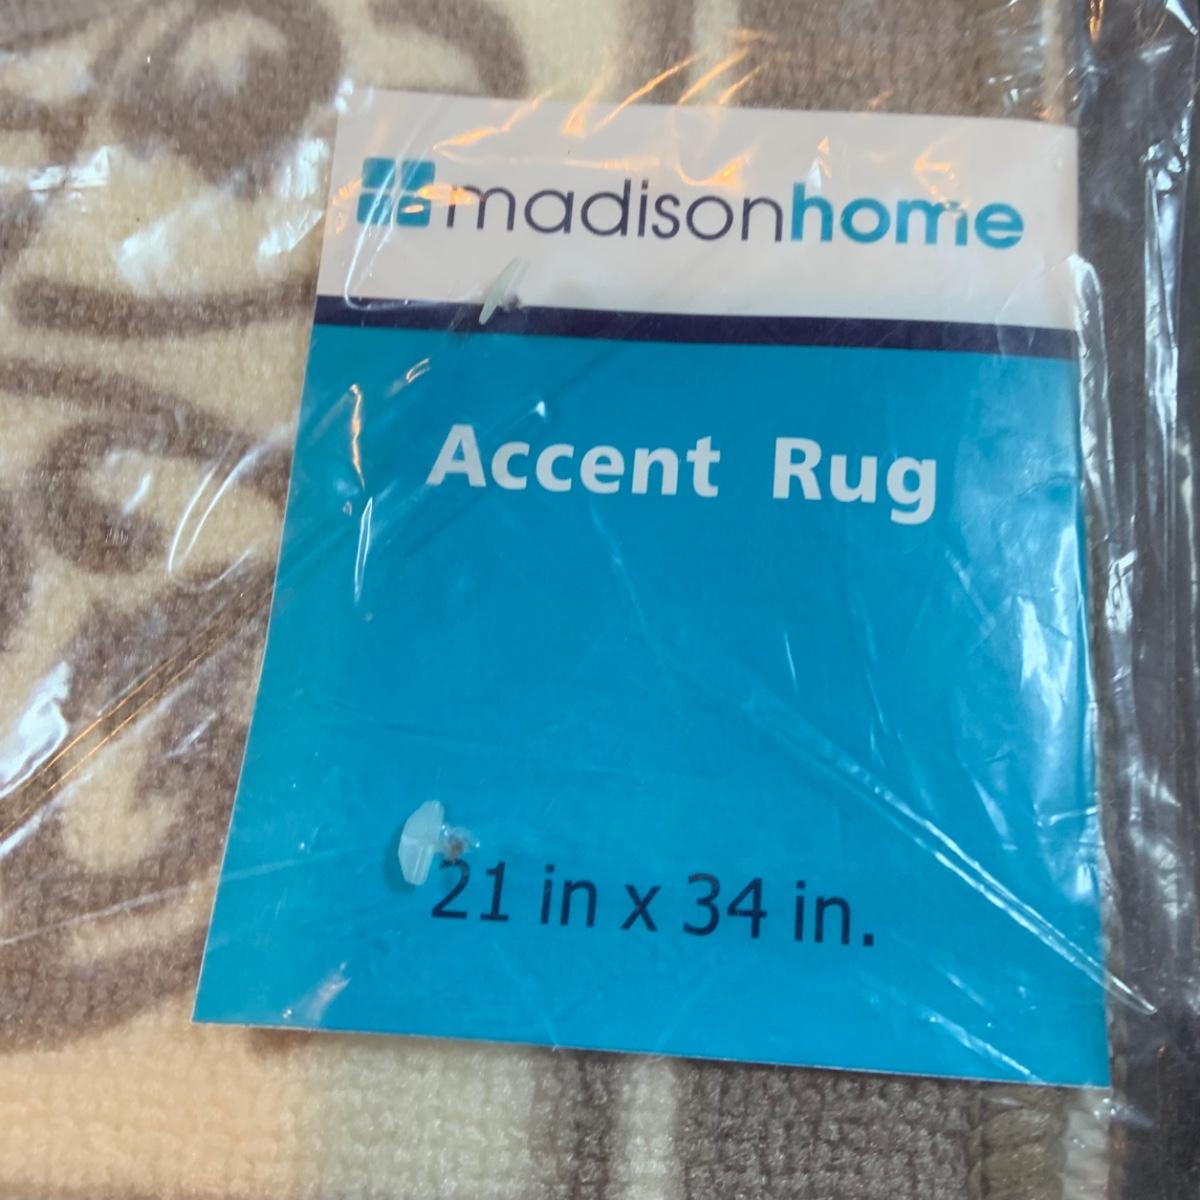 madisonhome
Accent Rug
21 in x 34 in.